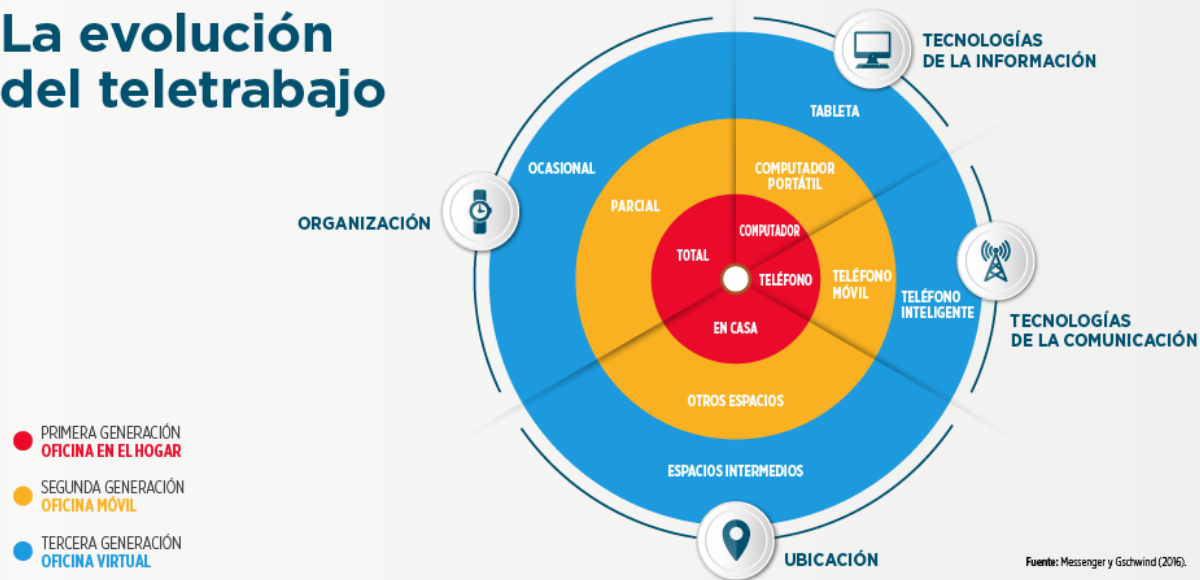 La evolución
del teletrabajo
TECNOLOGÍAS
DE LA INFORMACIÓN
TABLETA
OCASIONAL
COMPUTADOR
PORTÁTIL
PARCIAL
ORGANIZACIÓN
COMPUTADOR
TOTAL
TELÉFONO
TELÉFONO
MÓVIL
TELÉFONO
INTELIGENTE
TECNOLOGÍAS
DE LA COMUNICACIÓN
EN CASA
OTROS ESPACIOS
ESPACIOS INTERMEDIOS
UBICACIÓN
PRIMERA GENERACIÓN
OFICINA EN EL HOGAR
SEGUNDA GENERACIÓN
OFICINA MÓVIL
TERCERA GENERACIÓN
OFICINA VIRTUAL
Fuente: Messenger y Gschwind (2016).